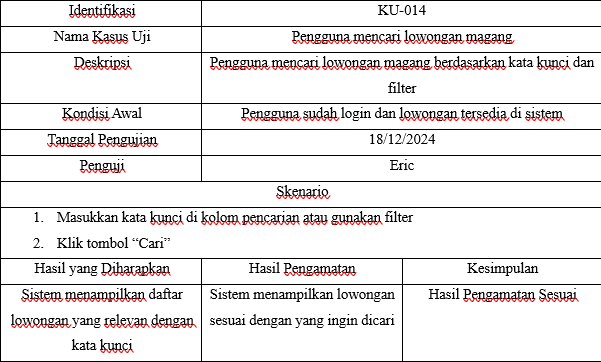 Identifikasi KU-014
Nama Kasus Uji Pengguna mencari lowongan magang
Deskripsi Pengguna mencari lowongan magang berdasarkan kata kunci dan
filter
Kondisi Awal Pengguna sudah login dan lowongan tersedia di sistem
Tanggal Pengujian 18/12/2024
Penguji Eric
Skenario
1. Masukkan kata kunci di kolom pencarian atau gunakan filter
2. Klik tombol “Cari”
Hasil yang Diharapkan Hasil Pengamatan Kesimpulan
Sistem menampilkan daftar Sistem menampilkan lowongan Hasil Pengamatan Sesuai
lowongan yang relevan dengan sesuai dengan yang ingin dicari
kata kunci